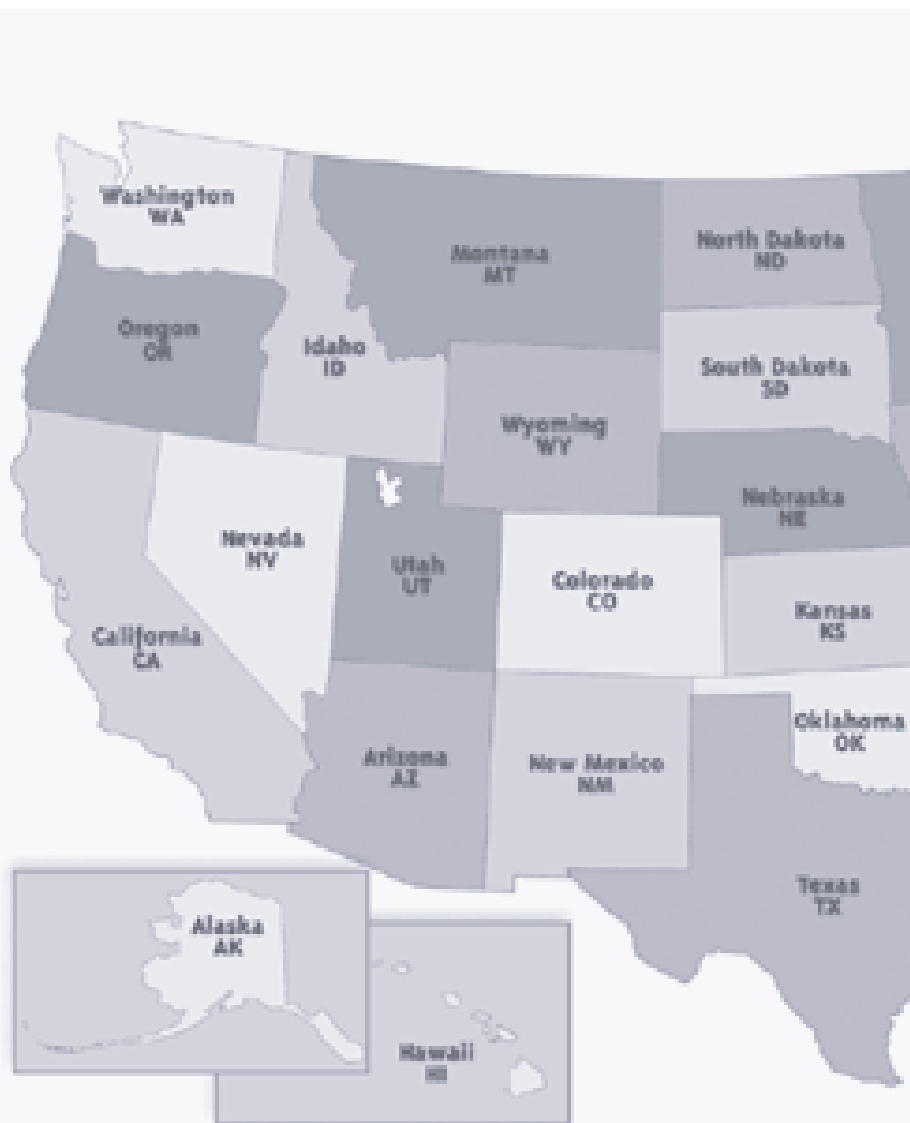 Washington
WA
Montana
MT
North Dakota
ND
Oregon
OR
Idaho
ID
South Dakota
SD
Wyoming
WY
Nebraska
NE
Nevada
NV
Utah
UT
Colorado
CO
Kansas
KS
California
CA
Oklahoma
OK
Arizona
AZ
New Mexico
NM
Texas
TX
Alaska
AK
Hawaii
HI